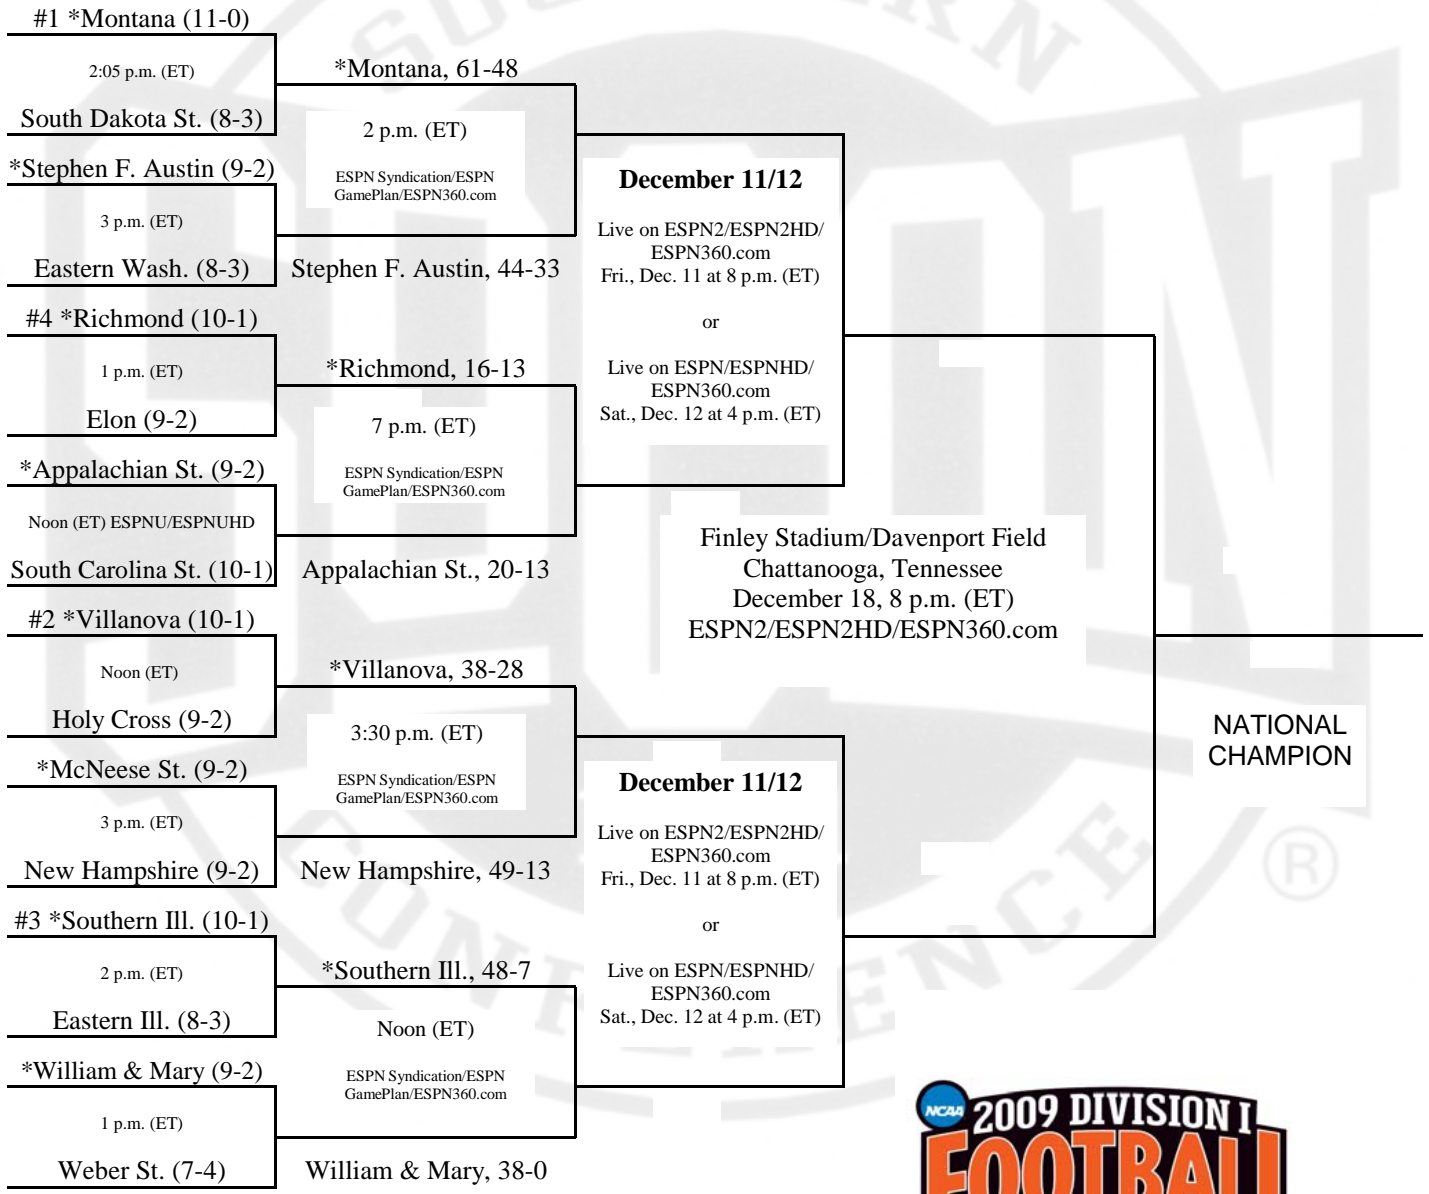 #1 *Montana (11-0)
2:05 p.m. (ET)
South Dakota St. (8-3)
*Stephen F. Austin (9-2)
3 p.m. (ET)
Eastern Wash. (8-3)
#4 *Richmond (10-1)
1 p.m. (ET)
Elon (9-2)
*Appalachian St. (9-2)
Noon (ET) ESPNU/ESPNUHD
South Carolina St. (10-1)
#2 *Villanova (10-1)
Noon (ET)
Holy Cross (9-2)
*McNeese St. (9-2)
3 p.m. (ET)
New Hampshire (9-2)
#3 *Southern Ill. (10-1)
2 p.m. (ET)
Eastern Ill. (8-3)
*William & Mary (9-2)
1 p.m. (ET)
Weber St. (7-4)
*Montana, 61-48
2 p.m. (ET)
ESPN Syndication/ESPN
GamePlan/ESPN360.com
Stephen F. Austin, 44-33
*Richmond, 16-13
7 p.m. (ET)
ESPN Syndication/ESPN
GamePlan/ESPN360.com
Appalachian St., 20-13
*Villanova, 38-28
3:30 p.m. (ET)
ESPN Syndication/ESPN
GamePlan/ESPN360.com
New Hampshire, 49-13
*Southern Ill., 48-7
Noon (ET)
ESPN Syndication/ESPN
GamePlan/ESPN360.com
William & Mary, 38-0
December 11/12
Live on ESPN2/ESPN2HD/
ESPN360.com
Fri., Dec. 11 at 8 p.m. (ET)
or
Live on ESPN/ESPNHD/
ESPN360.com
Sat., Dec. 12 at 4 p.m. (ET)
December 11/12
Live on ESPN2/ESPN2HD/
ESPN360.com
Fri., Dec. 11 at 8 p.m. (ET)
or
Live on ESPN/ESPNHD/
ESPN360.com
Sat., Dec. 12 at 4 p.m. (ET)
Finley Stadium/Davenport Field
Chattanooga, Tennessee
December 18, 8 p.m. (ET)
ESPN2/ESPN2HD/ESPN360.com
NATIONAL
CHAMPION
®
NCAA 2009 DIVISION I
FOOTBALL